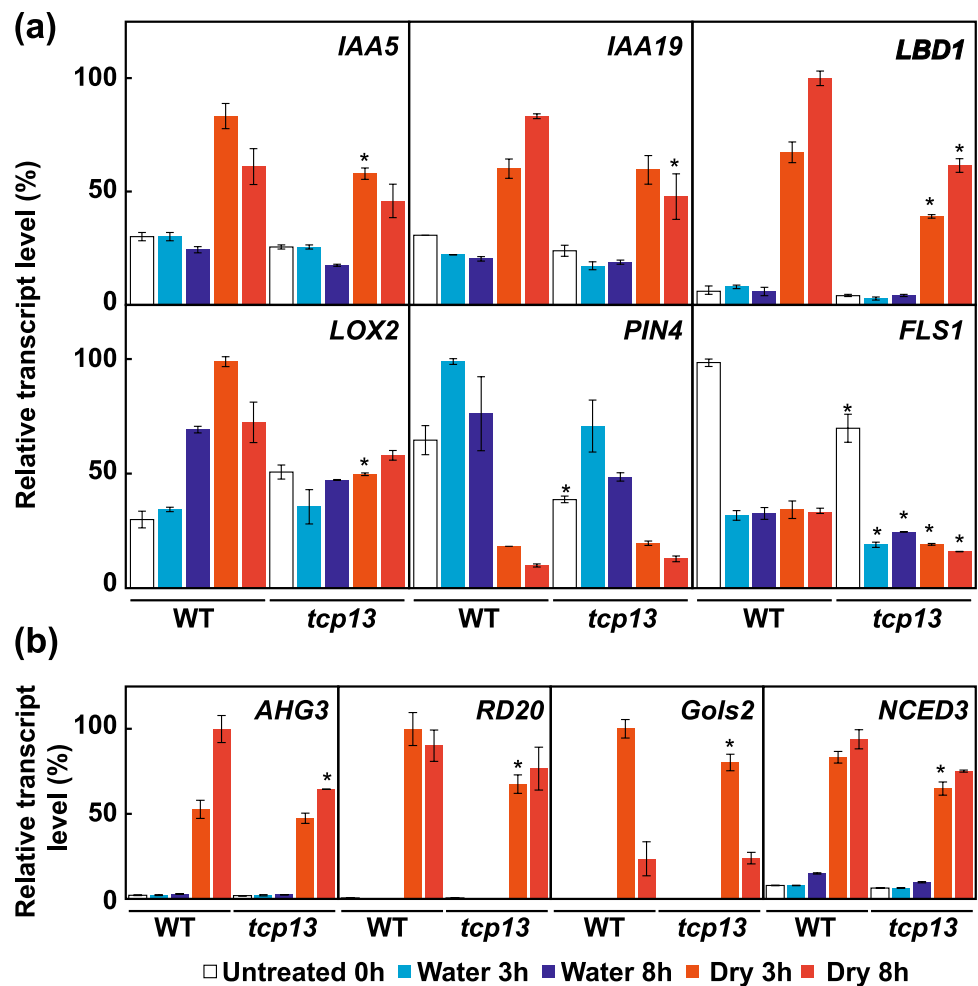 (a)
IAA5 IAA19 LBD1
Relative transcript level (%)
100
50
0
LOX2 PIN4 FLS1
100
50
0
* * * *
* * * * * * *
WT tcp13 WT tcp13 WT tcp13
(b)
AHG3 RD20 Gols2 NCED3
Relative transcript
level (%)
100
50
0
* * * *
WT tcp13 WT tcp13 WT tcp13 WT tcp13
Untreated 0h Water 3h Water 8h Dry 3h Dry 8h